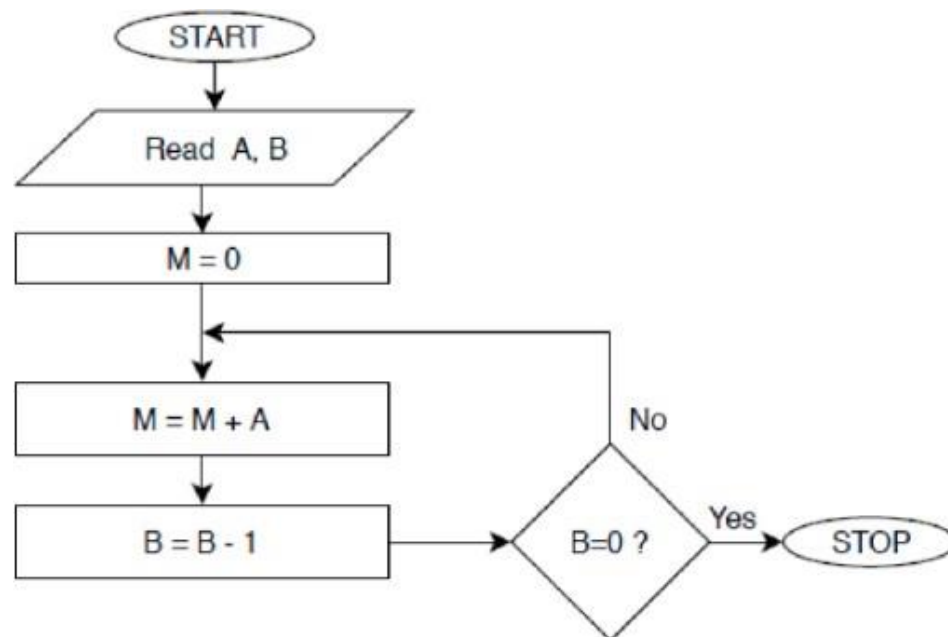 START
Read A, B
M = 0
M = M + A
No
B = B - 1
B=0 ?
Yes
STOP